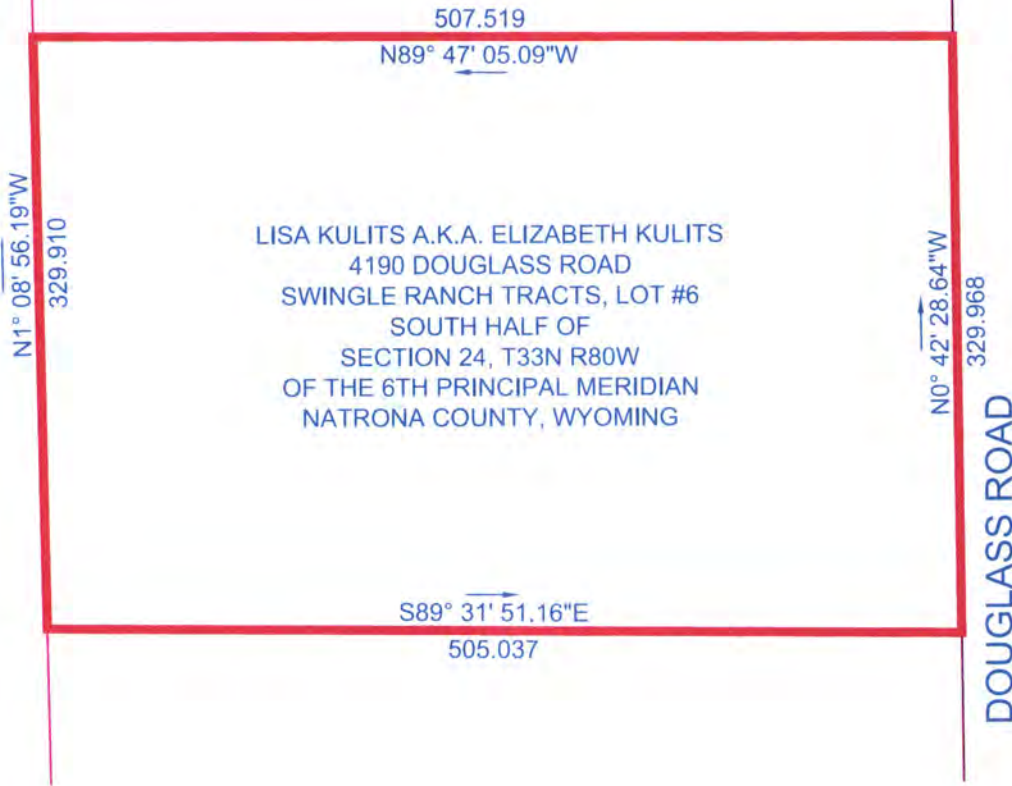 507.519
N89° 47' 05.09"W
N1° 08' 56.19"W
329.910
LISA KULITS A.K.A. ELIZABETH KULITS
4190 DOUGLASS ROAD
SWINGLE RANCH TRACTS, LOT #6
SOUTH HALF OF
SECTION 24, T33N R80W
OF THE 6TH PRINCIPAL MERIDIAN
NATRONA COUNTY, WYOMING
N0° 42' 28.64"W
329.968
DOUGLASS ROAD
S89° 31' 51.16"E
505.037